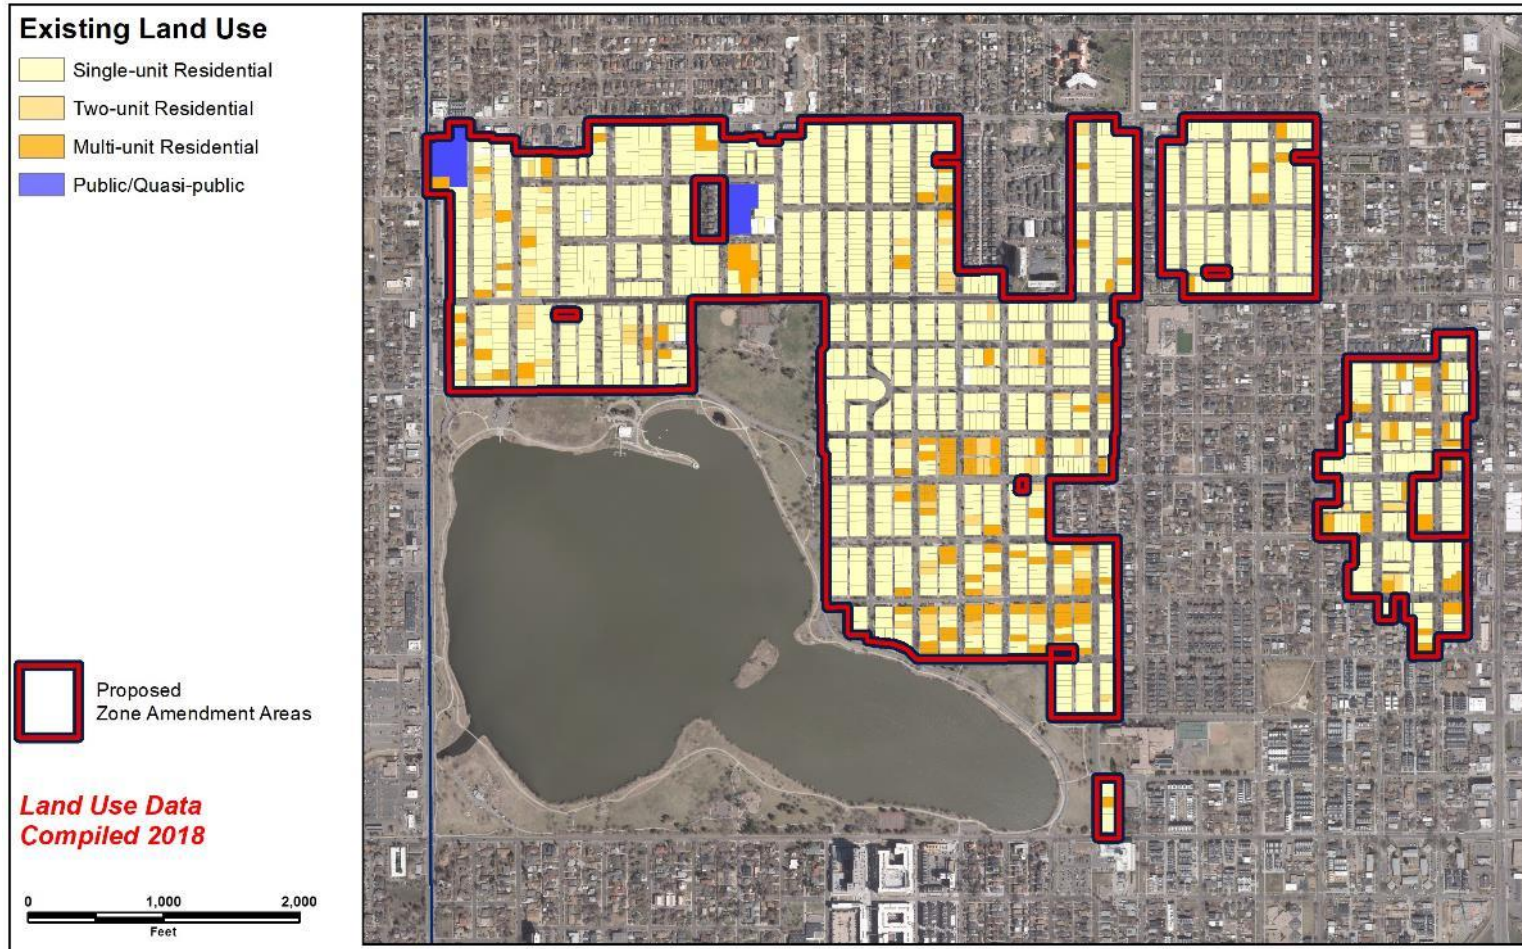 Existing Land Use
Single-unit Residential
Two-unit Residential
Multi-unit Residential
Public/Quasi-public
Proposed
Zone Amendment Areas
Land Use Data
Compiled 2018
0 1,000 2,000
Feet